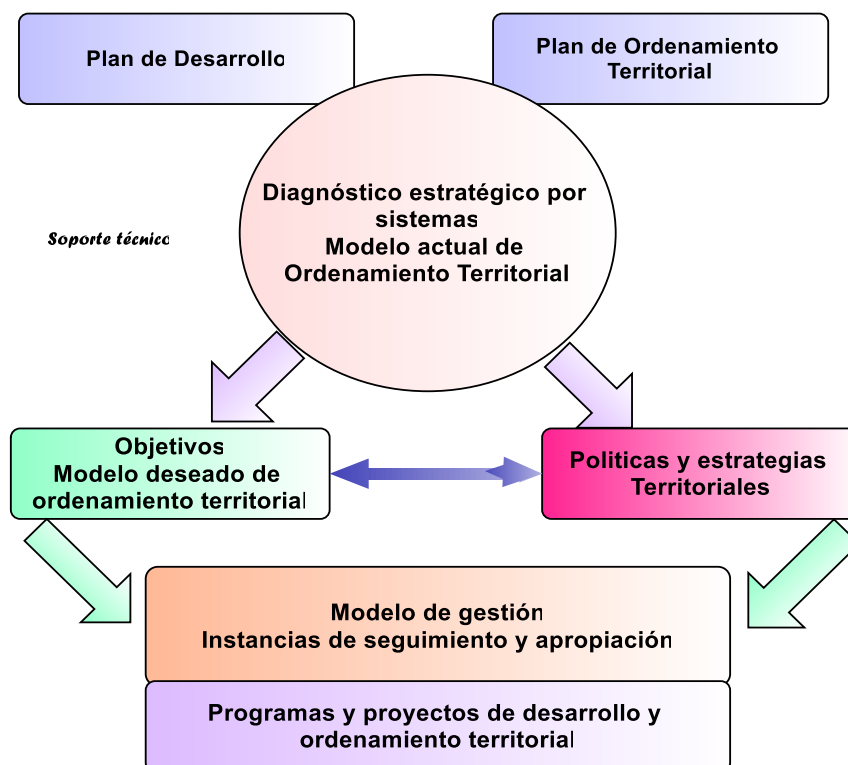 Plan de Desarrollo
Plan de Ordenamiento
Territorial
Diagnóstico estratégico por
sistemas
Modelo actual de
Ordenamiento Territorial
Soporte técnico
Objetivos
Modelo deseado de
ordenamiento territorial
Politicas y estrategias
Territoriales
Modelo de gestión
Instancias de seguimiento y apropiación
Programas y proyectos de desarrollo y
ordenamiento territorial